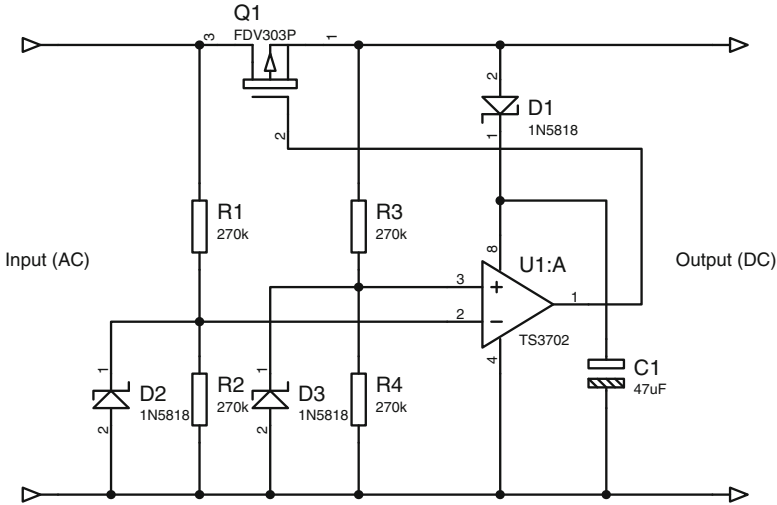 Q1
FDV303P
3
1
2
2
D1
1
1N5818
R1
270k
R3
270k
Input (AC)
Output (DC)
8
U1:A
3
+
2
−
1
4
TS3702
1
D2
1N5818
2
R2
270k
1
D3
1N5818
2
R4
270k
C1
47uF